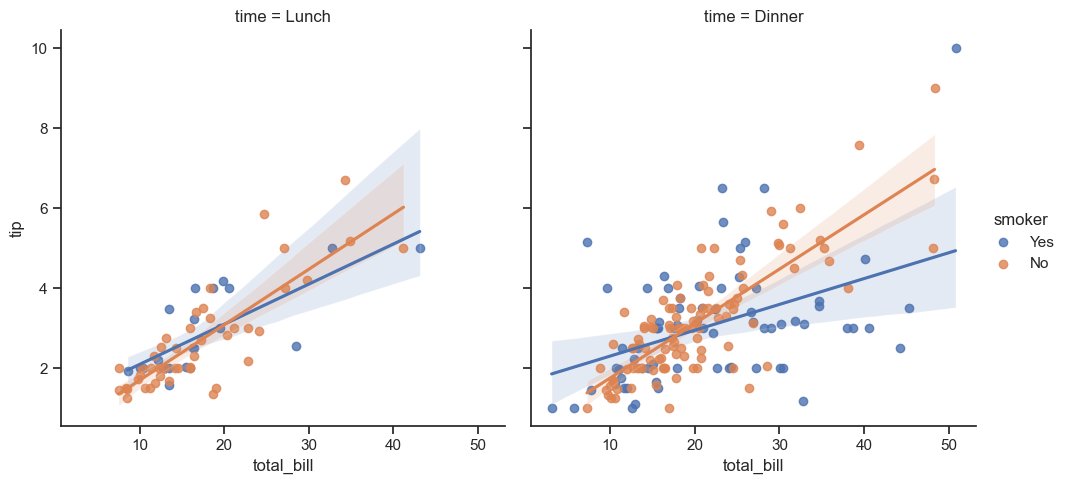 time = Lunch
time = Dinner
10
8
6
4
2
tip
10
20
30
40
50
total_bill
10
20
30
40
50
total_bill
smoker
Yes
No